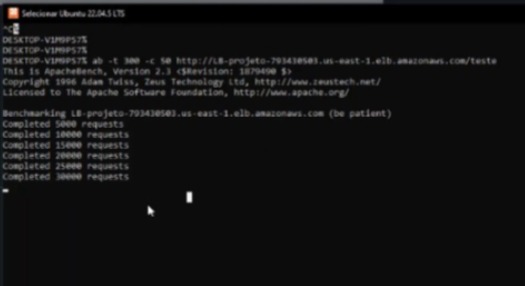 Selecionar Ubuntu 22.04.5 LTS
^C%
DESKTOP-V1M9PS7%
DESKTOP-V1M9PS7%
DESKTOP-V1M9PS7% ab -t 300 -c 50 http://LB-projeto-793430503.us-east-1.elb.amazonaws.com/teste
This is ApacheBench, Version 2.3 <$Revision: 1879490 $>
Copyright 1996 Adam Twiss, Zeus Technology Ltd, http://www.zeustech.net/
Licensed to The Apache Software Foundation, http://www.apache.org/
Benchmarking LB-projeto-793430503.us-east-1.elb.amazonaws.com (be patient)
Completed 5000 requests
Completed 10000 requests
Completed 15000 requests
Completed 20000 requests
Completed 25000 requests
Completed 30000 requests